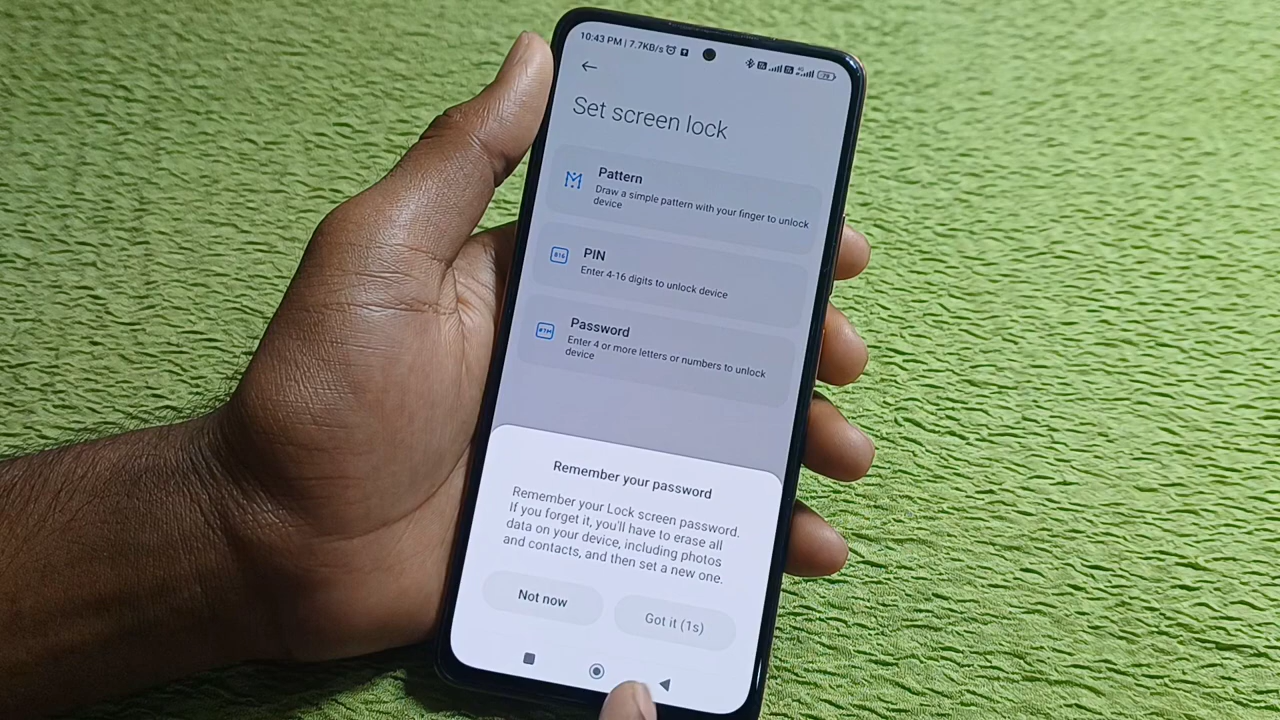 10:43 PM | 7.7KB/s
Set screen lock
Pattern
Draw a simple pattern with your finger to unlock
device
PIN
Enter 4-16 digits to unlock device
Password
Enter 4 or more letters or numbers to unlock
device
Remember your password
Remember your Lock screen password.
If you forget it, you'll have to erase all
data on your device, including photos
and contacts, and then set a new one.
Not now
Got it (1s)